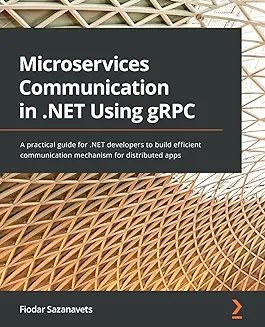 Microservices
Communication
in .NET Using gRPC
A practical guide for .NET developers to build efficient
communication mechanism for distributed apps
Fiodar Sazanavets